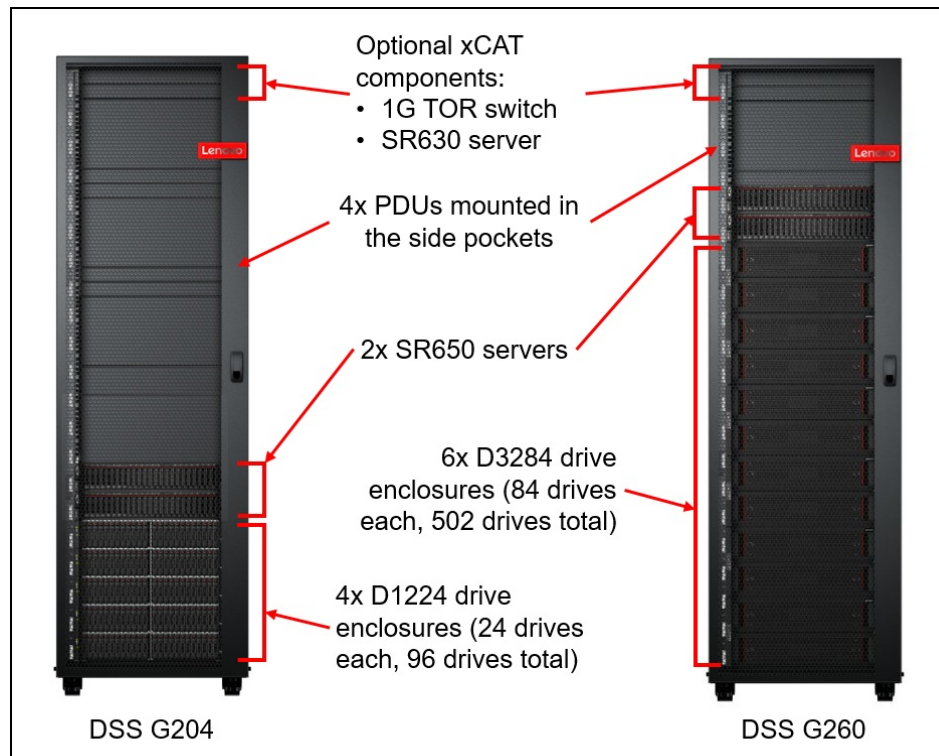 Optional xCAT
components:
• 1G TOR switch
• SR630 server
Lenovo
Lenovo
4x PDUs mounted in
the side pockets
2x SR650 servers
6x D3284 drive
enclosures (84 drives
each, 502 drives total)
4x D1224 drive
enclosures (24 drives
each, 96 drives total)
DSS G204
DSS G260